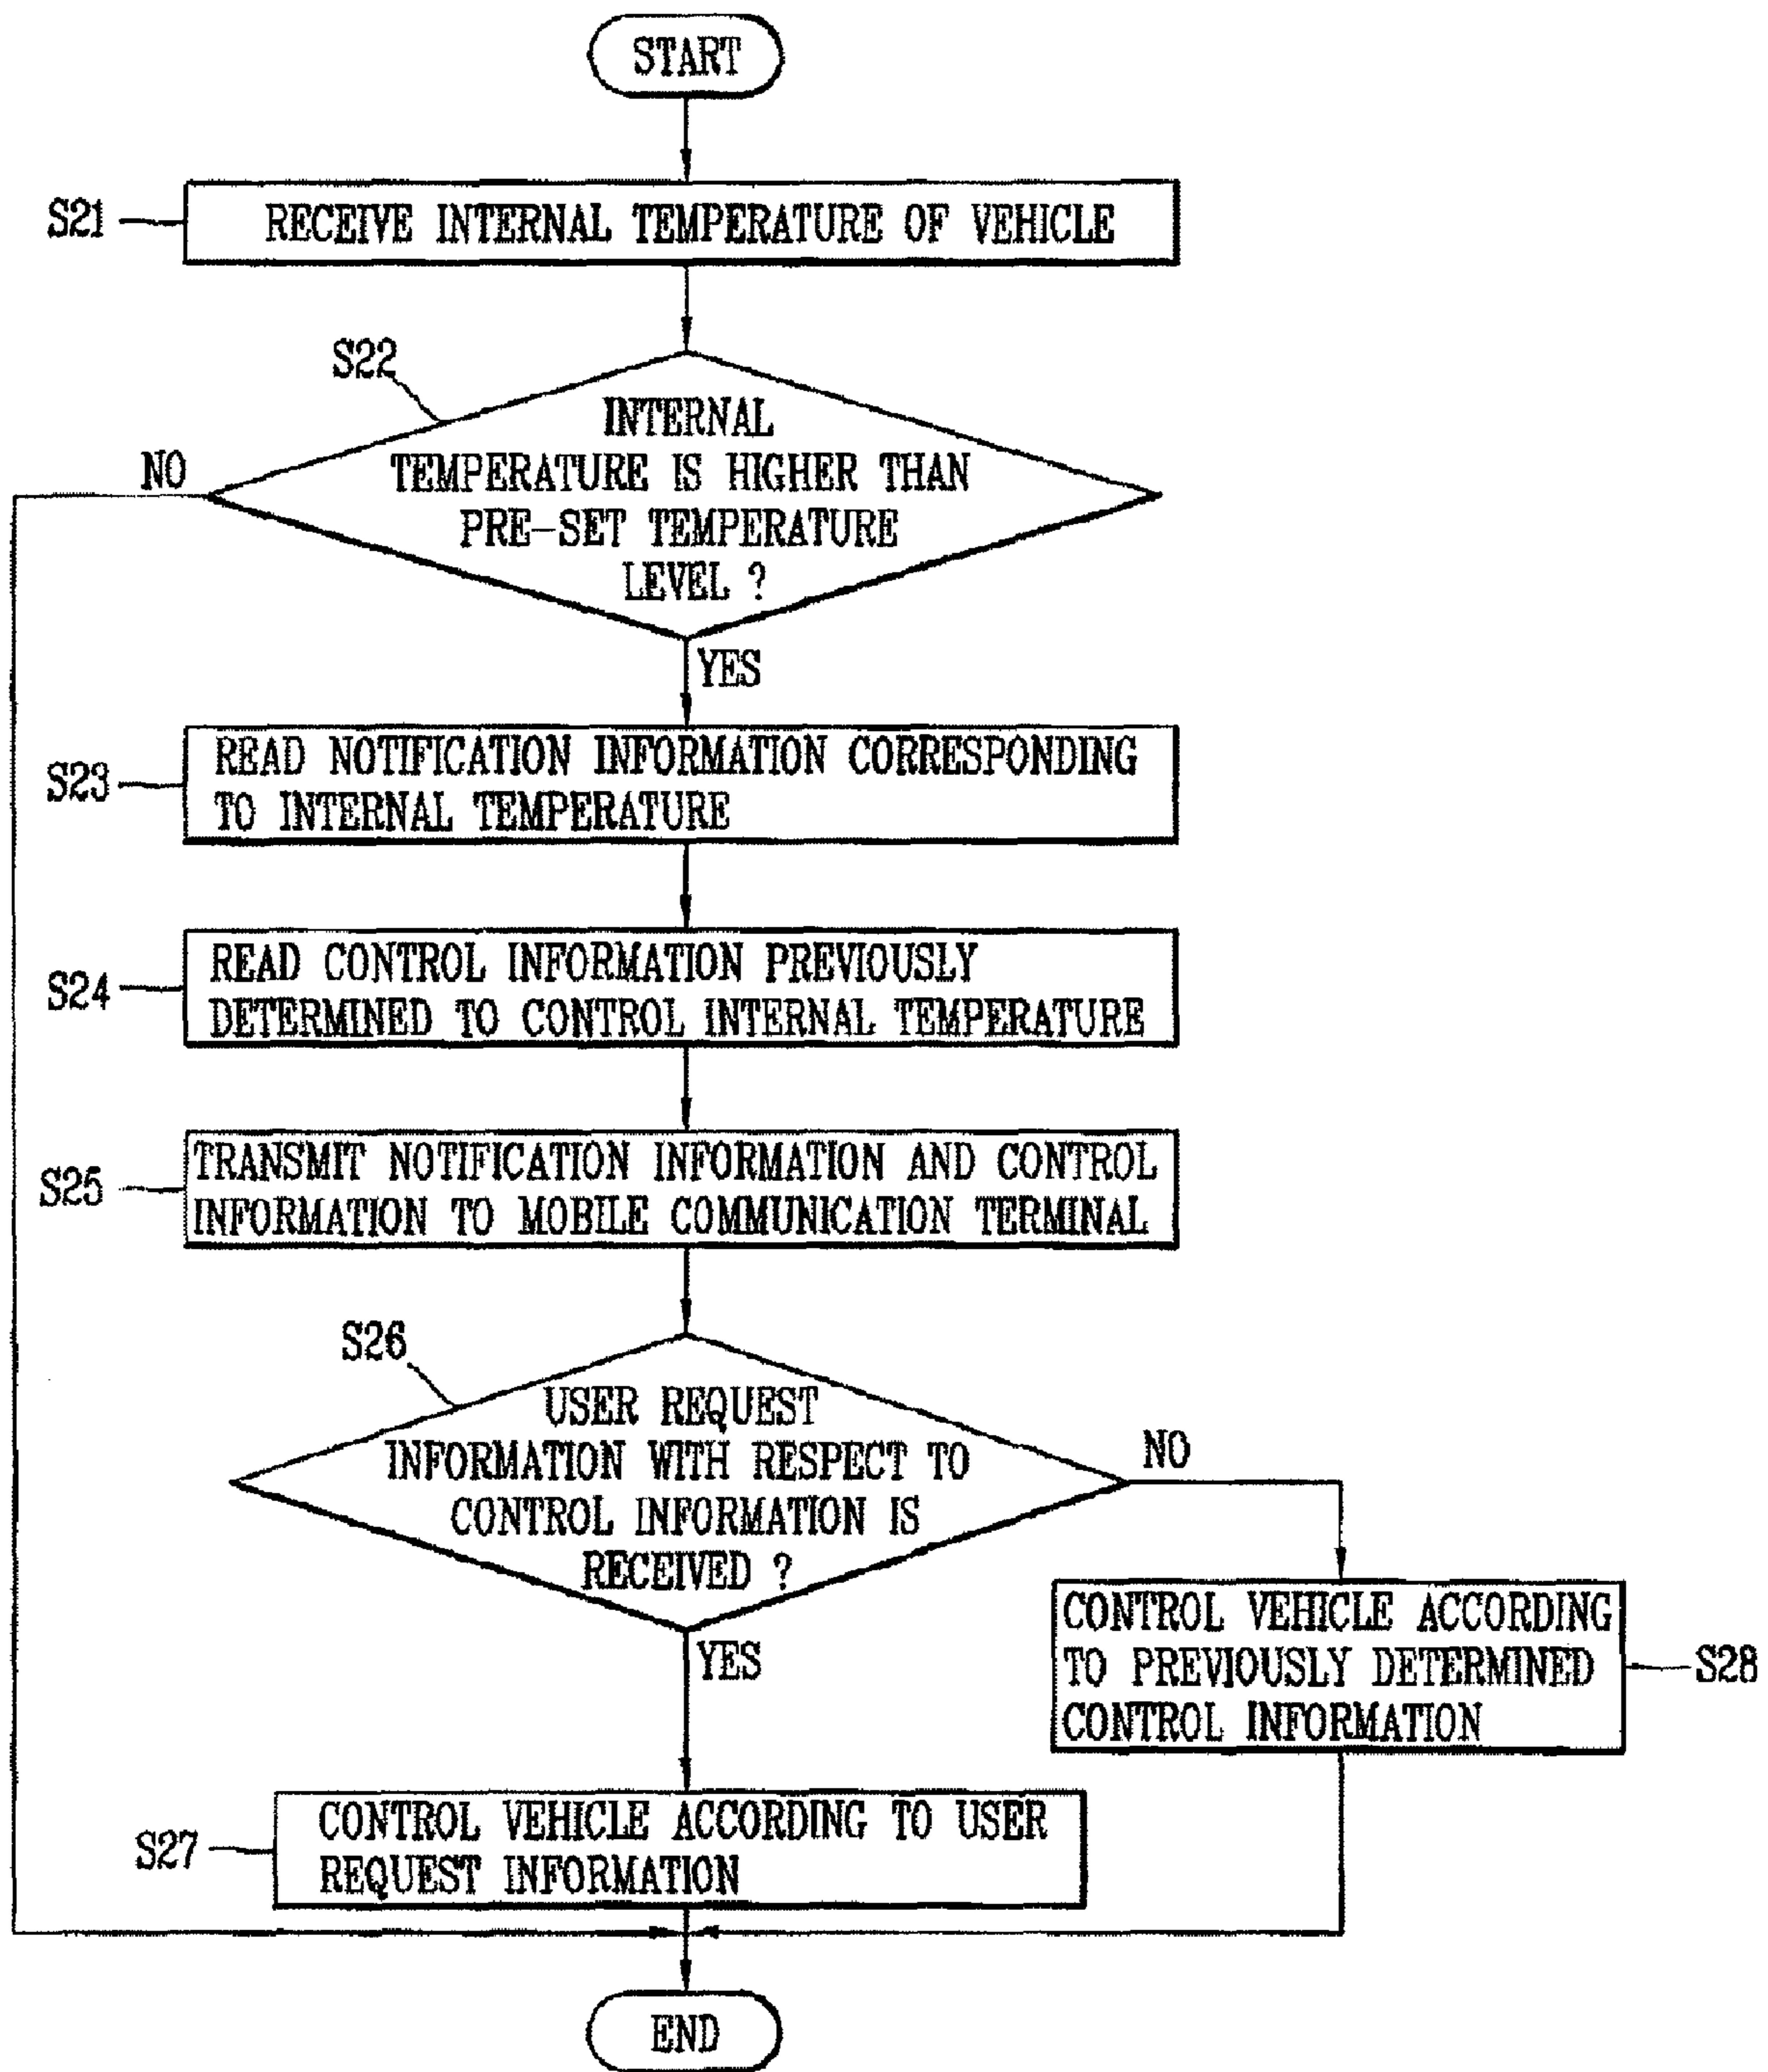 START
S21
RECEIVE INTERNAL TEMPERATURE OF VEHICLE
S22
INTERNAL
TEMPERATURE IS HIGHER THAN
PRE-SET TEMPERATURE
LEVEL ?
NO
YES
S23
READ NOTIFICATION INFORMATION CORRESPONDING
TO INTERNAL TEMPERATURE
S24
READ CONTROL INFORMATION PREVIOUSLY
DETERMINED TO CONTROL INTERNAL TEMPERATURE
S25
TRANSMIT NOTIFICATION INFORMATION AND CONTROL
INFORMATION TO MOBILE COMMUNICATION TERMINAL
S26
USER REQUEST
INFORMATION WITH RESPECT TO
CONTROL INFORMATION IS
RECEIVED ?
NO
YES
CONTROL VEHICLE ACCORDING
TO PREVIOUSLY DETERMINED
CONTROL INFORMATION
S28
S27
CONTROL VEHICLE ACCORDING TO USER
REQUEST INFORMATION
END